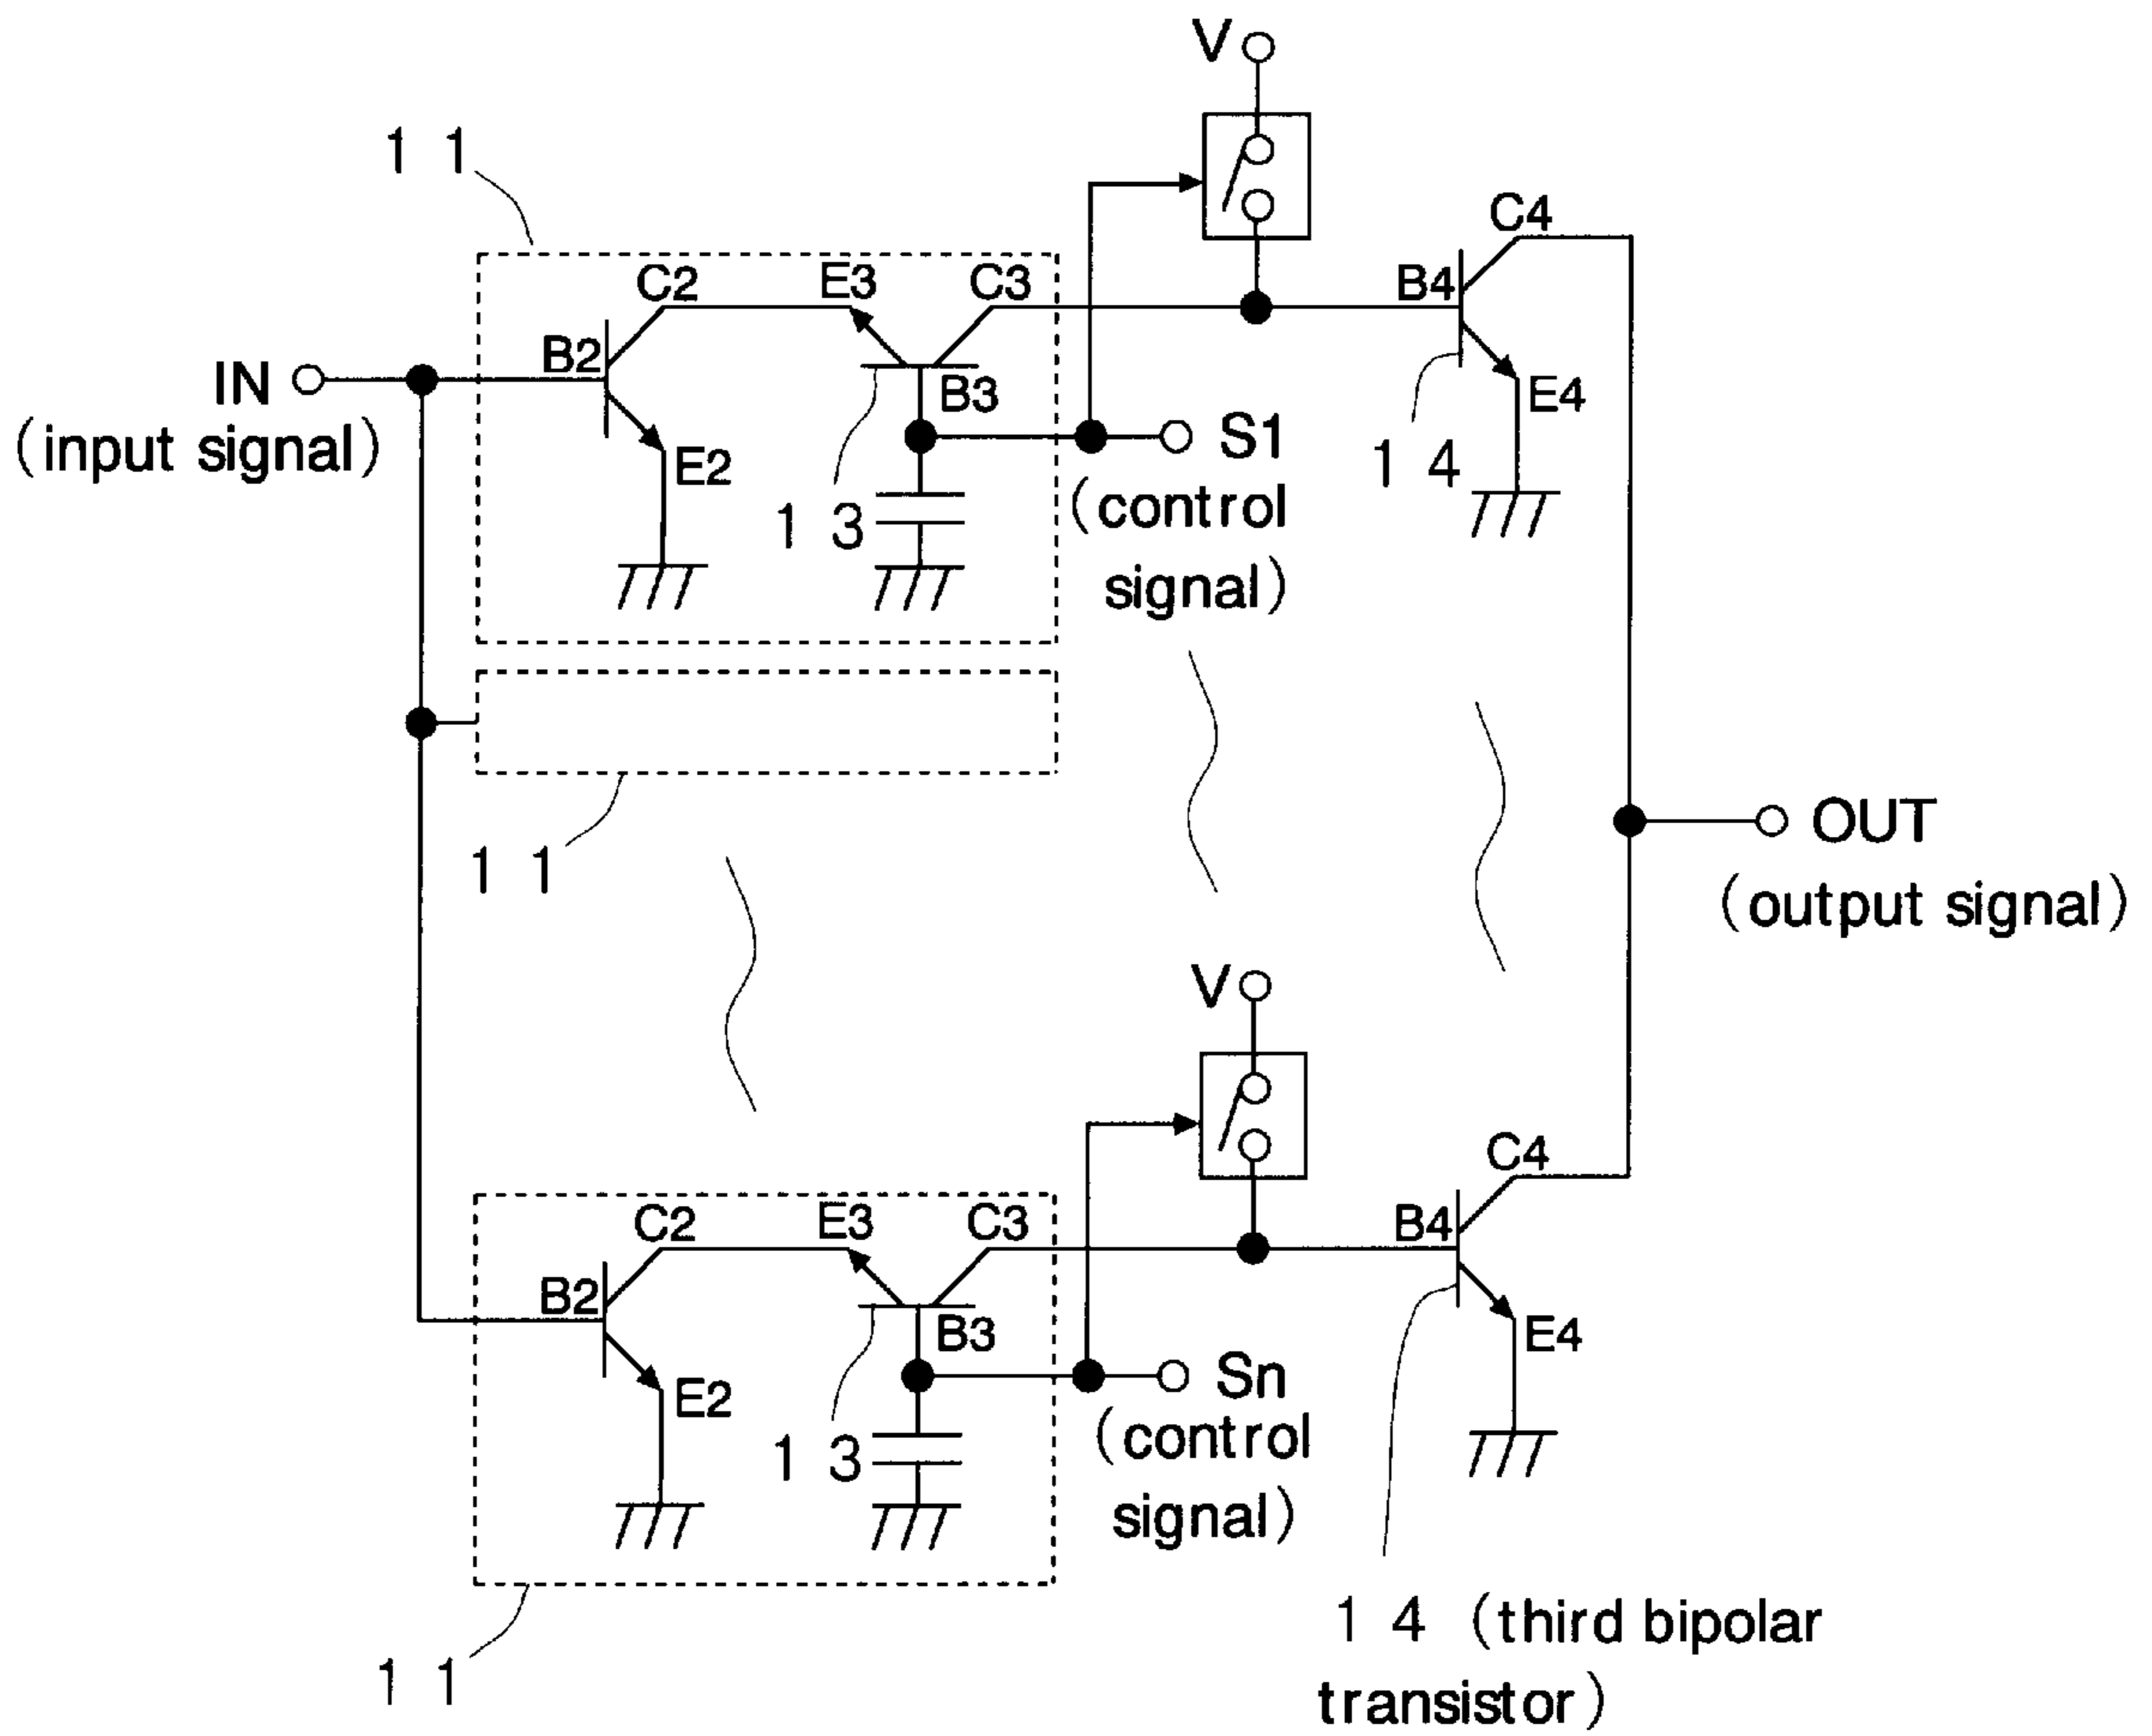 V
1 1
C4
C2 E3 C3 B4
B2
IN B3 E4
(input signal) S1
E2 1 4
1 3 (control
signal)
1 1
OUT
(output signal)
V
C4
C2 E3 C3 B4
B2
B3 E4
E2 Sn
1 3 (control
signal)
1 4 (third bipolar
transistor)
1 1